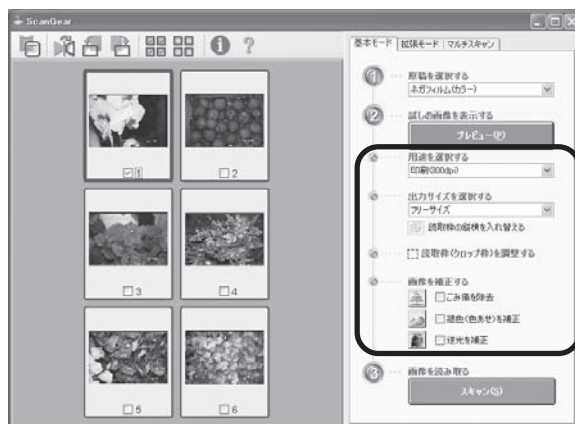 ScanGear
基本モード 拡張モード マルチスキャン
① 原稿を選択する
ネガフィルム(カラー)
② 試しの画像を表示する
プレビュー(P)
用途を選択する
印刷(300dpi)
出力サイズを選択する
フリーサイズ
読取枠の縦横を入れ替える
読取枠(クロップ枠)を調整する
画像を補正する
ごみ傷を除去
褪色(色あせ)を補正
逆光を補正
③ 画像を読み取る
スキャン(S)
1 2
3 4
5 6